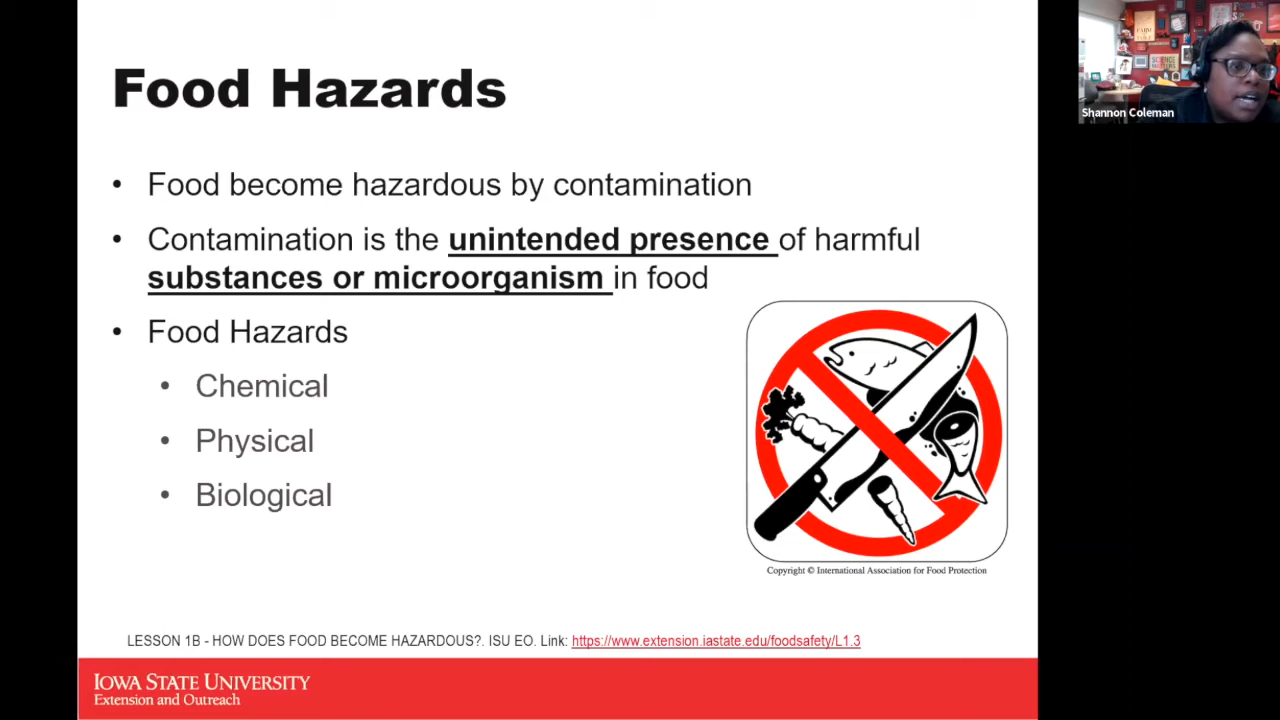 Food Hazards
• Food become hazardous by contamination
• Contamination is the unintended presence of harmful
substances or microorganism in food
• Food Hazards
• Chemical
• Physical
• Biological
Copyright © International Association for Food Protection
LESSON 1B - HOW DOES FOOD BECOME HAZARDOUS?. ISU EO. Link: https://www.extension.iastate.edu/foodsafety/L1.3
IOWA STATE UNIVERSITY
Extension and Outreach
SCIENCE
MATTERS
Shannon Coleman